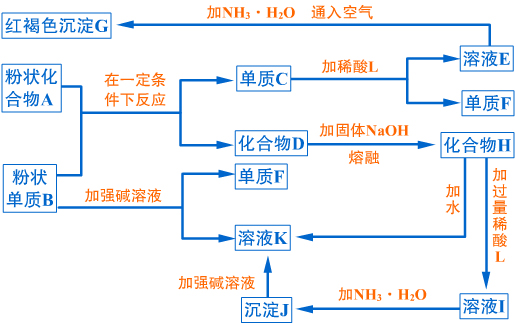 加NH₃・H₂O 通入空气
红褐色沉淀G
溶液E
粉状化
合物A
在一定条
件下反应
单质C
加稀酸L
单质F
化合物D
加固体NaOH
熔融
化合物H
粉状
单质B
加强碱溶液
单质F
加
水
加
过
量
稀
酸
L
溶液K
加强碱溶液
沉淀J
加NH₃・H₂O
溶液I